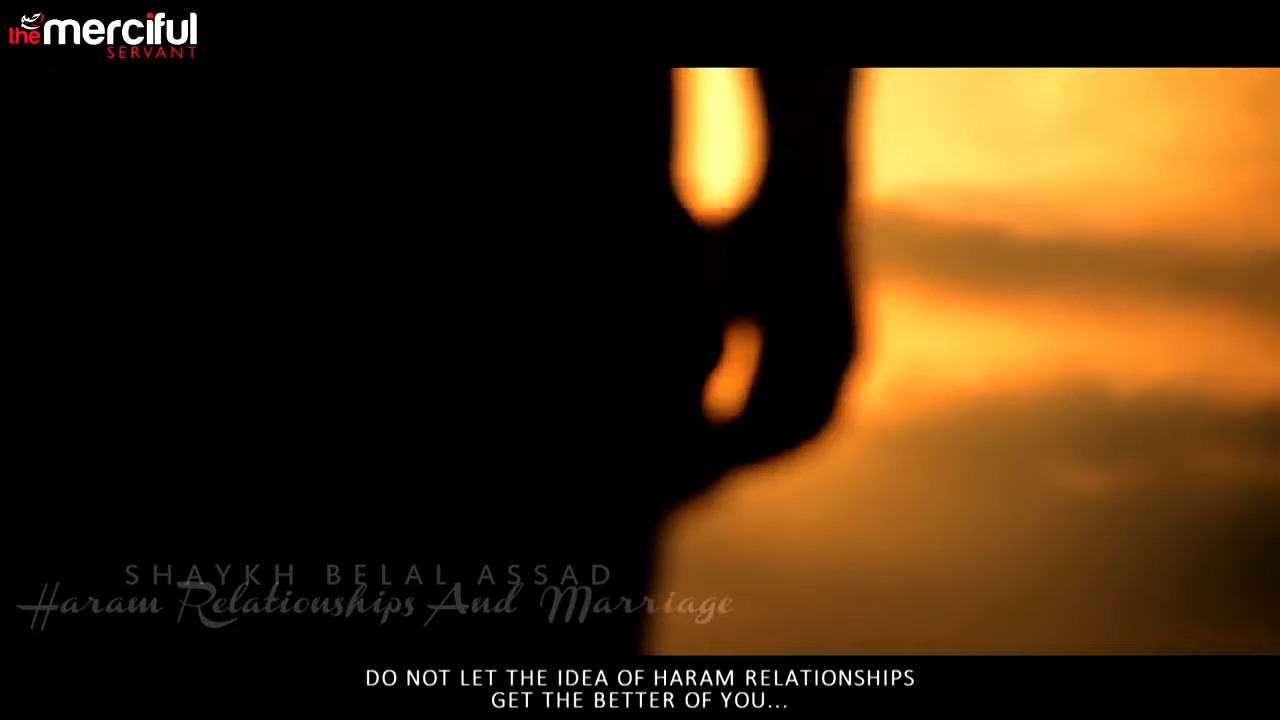 the merciful
SERVANT
SHAYKH BELAL ASSAD
Haram Relationships And Marriage
DO NOT LET THE IDEA OF HARAM RELATIONSHIPS
GET THE BETTER OF YOU...